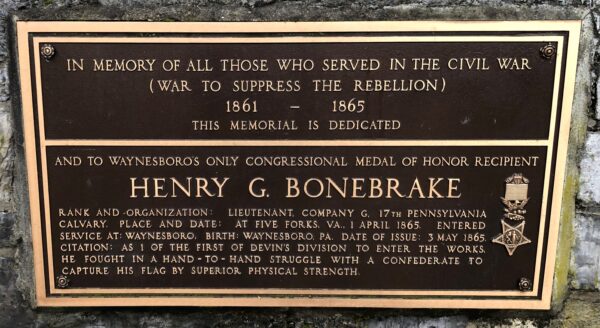 IN MEMORY OF ALL THOSE WHO SERVED IN THE CIVIL WAR
(WAR TO SUPPRESS THE REBELLION)
1861 – 1865
THIS MEMORIAL IS DEDICATED
AND TO WAYNESBORO'S ONLY CONGRESSIONAL MEDAL OF HONOR RECIPIENT
HENRY G. BONEBRAKE
RANK AND ORGANIZATION: LIEUTENANT, COMPANY G, 17TH PENNSYLVANIA
CALVARY. PLACE AND DATE: AT FIVE FORKS, VA., 1 APRIL 1865. ENTERED
SERVICE AT: WAYNESBORO. BIRTH: WAYNESBORO, PA. DATE OF ISSUE: 3 MAY 1865.
CITATION: AS 1 OF THE FIRST OF DEVIN'S DIVISION TO ENTER THE WORKS,
HE FOUGHT IN A HAND-TO-HAND STRUGGLE WITH A CONFEDERATE TO
CAPTURE HIS FLAG BY SUPERIOR PHYSICAL STRENGTH.